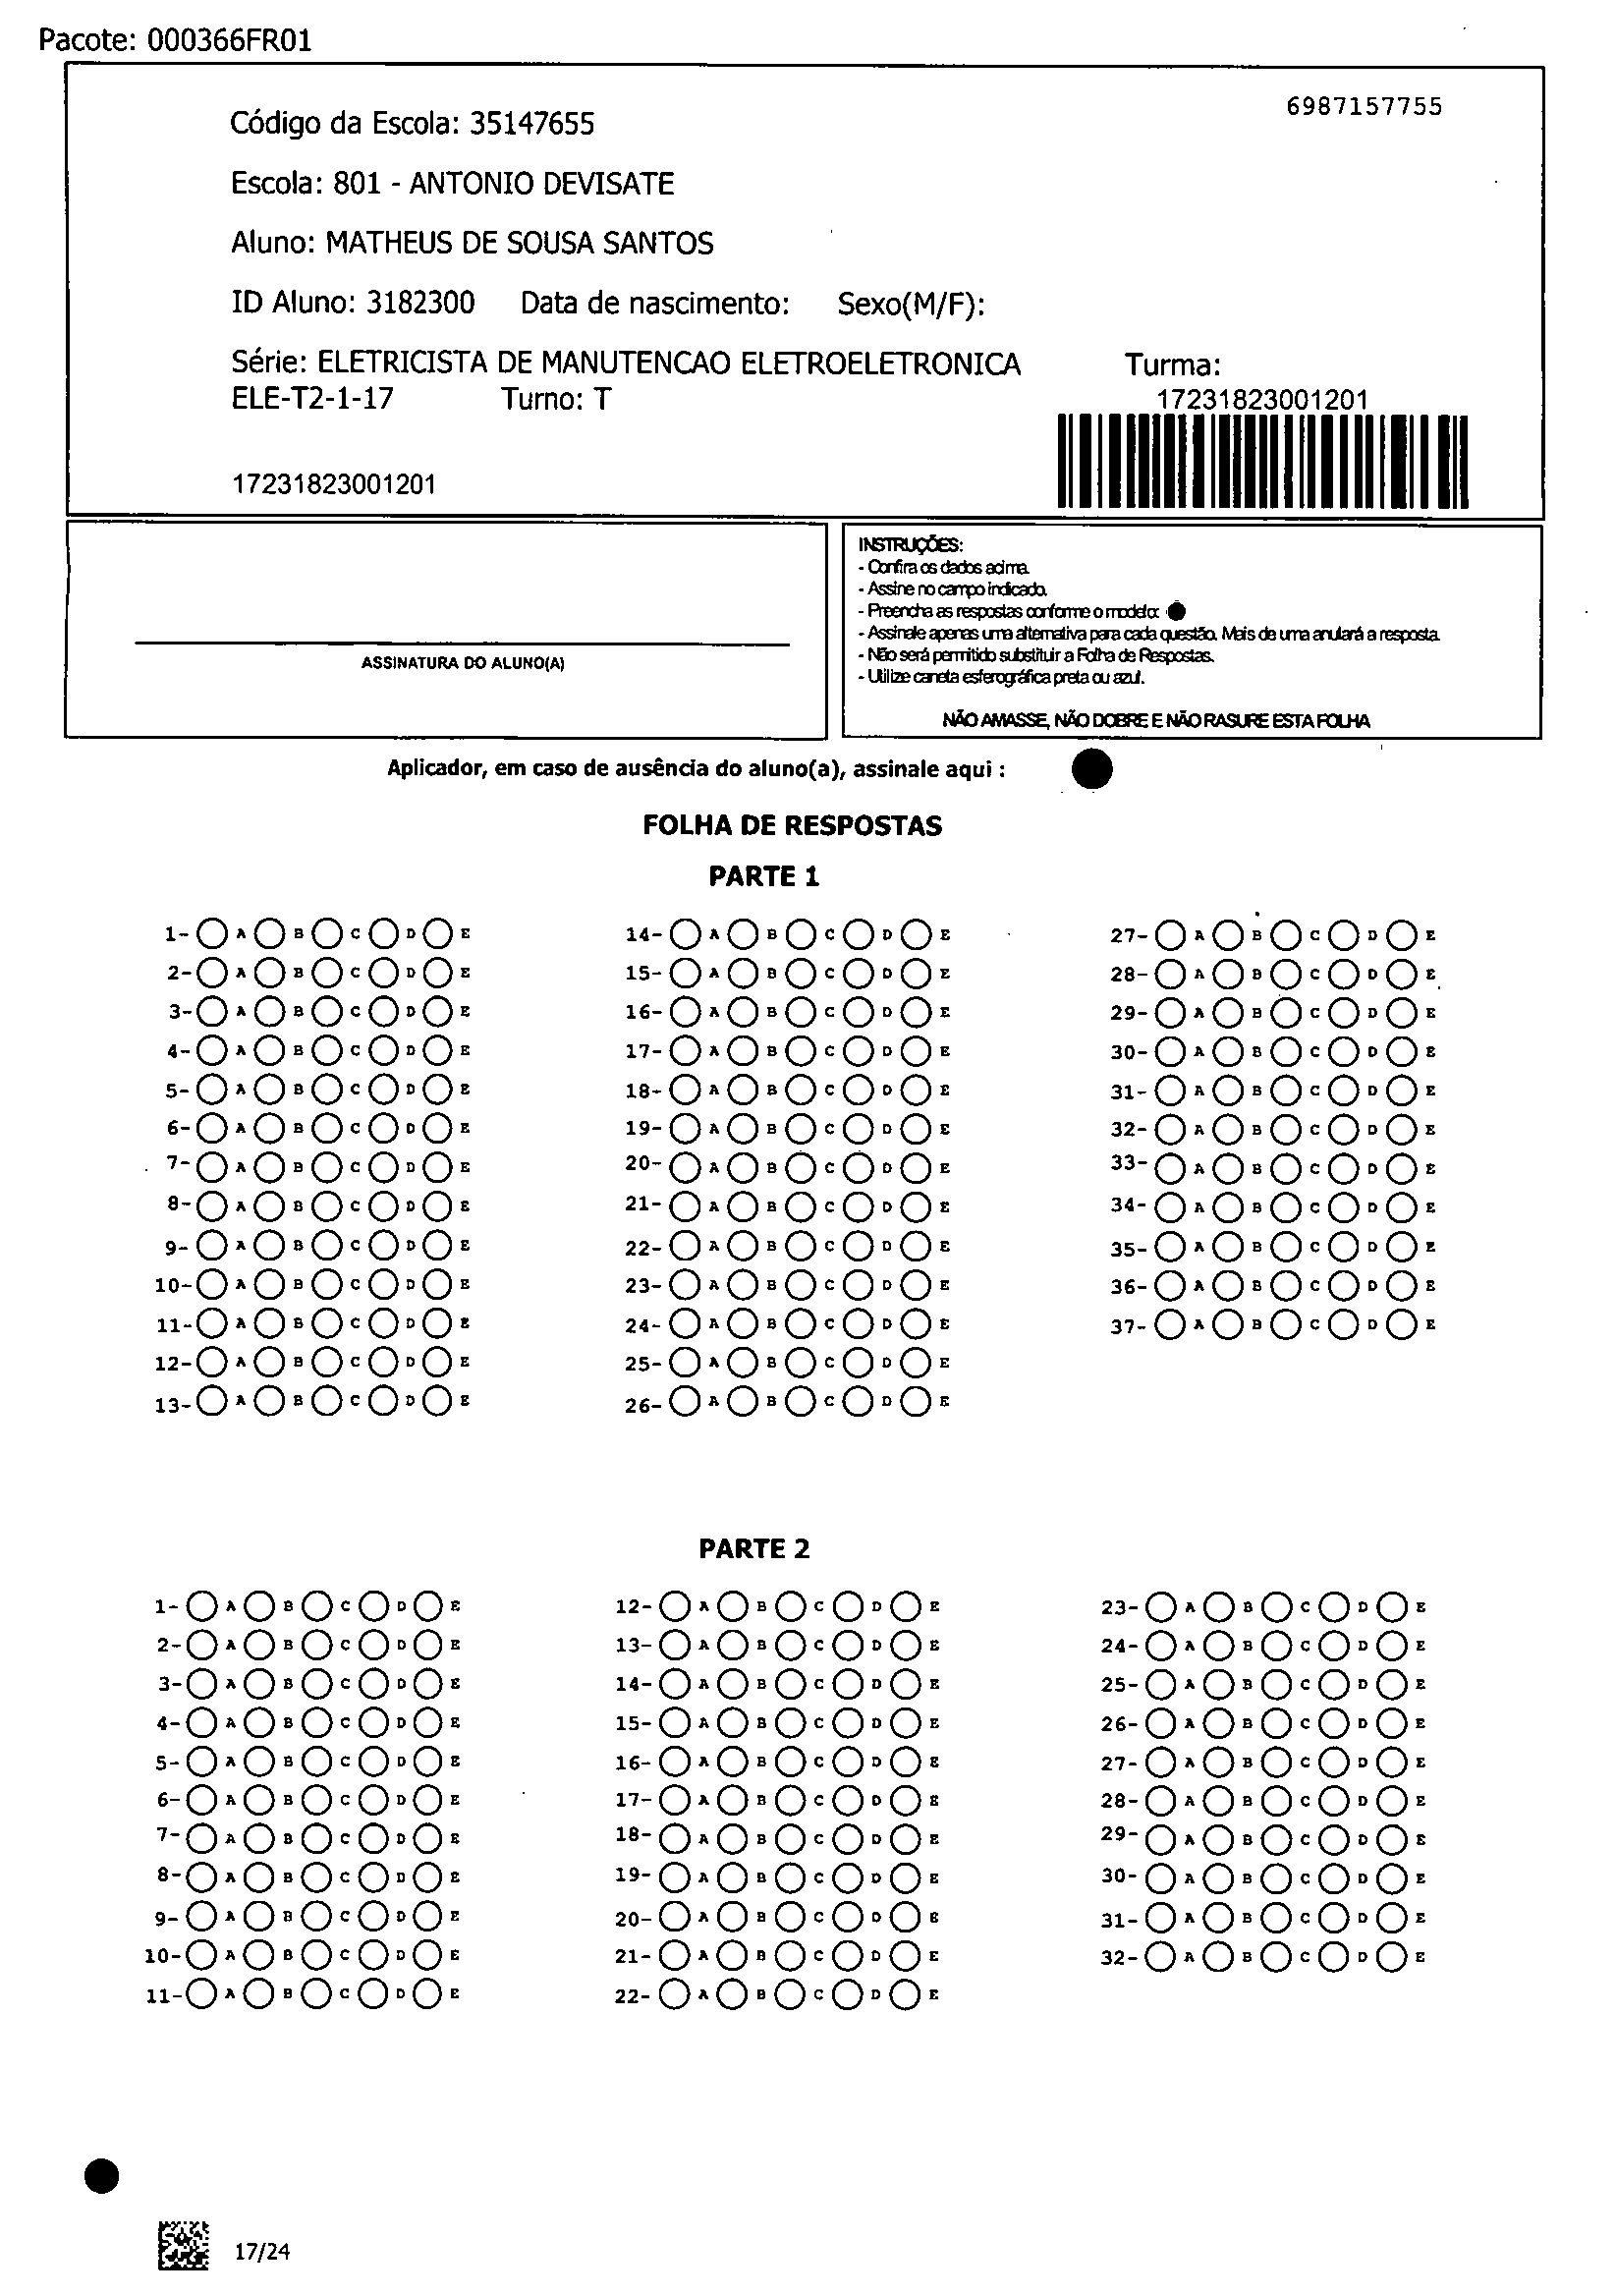 Pacote: 000366FR01
6987157755
Código da Escola: 35147655
Escola: 801 - ANTONIO DEVISATE
Aluno: MATHEUS DE SOUSA SANTOS
ID Aluno: 3182300 Data de nascimento: Sexo(M/F):
Série: ELETRICISTA DE MANUTENCAO ELETROELETRONICA Turma:
ELE-T2-1-17 Turno: T 17231823001201
17231823001201
ASSINATURA DO ALUNO(A)
INSTRUÇÕES:
- Confira os dados acima.
- Assine no campo indicado.
- Preencha as respostas conforme o modelo:
- Assinale apenas uma alternativa para cada questão. Mais de uma anulará a resposta.
- Não será permitido substituir a Folha de Respostas.
- Utilize caneta esferográfica preta ou azul.
NÃO AMASSE, NÃO DOBRE E NÃO RASURE ESTA FOLHA
Aplicador, em caso de ausência do aluno(a), assinale aqui :
FOLHA DE RESPOSTAS
PARTE 1
1- A B C D E 14- A B C D E 27- A B C D E
2- A B C D E 15- A B C D E 28- A B C D E
3- A B C D E 16- A B C D E 29- A B C D E
4- A B C D E 17- A B C D E 30- A B C D E
5- A B C D E 18- A B C D E 31- A B C D E
6- A B C D E 19- A B C D E 32- A B C D E
7- A B C D E 20- A B C D E 33- A B C D E
8- A B C D E 21- A B C D E 34- A B C D E
9- A B C D E 22- A B C D E 35- A B C D E
10- A B C D E 23- A B C D E 36- A B C D E
11- A B C D E 24- A B C D E 37- A B C D E
12- A B C D E 25- A B C D E
13- A B C D E 26- A B C D E
PARTE 2
1- A B C D E 12- A B C D E 23- A B C D E
2- A B C D E 13- A B C D E 24- A B C D E
3- A B C D E 14- A B C D E 25- A B C D E
4- A B C D E 15- A B C D E 26- A B C D E
5- A B C D E 16- A B C D E 27- A B C D E
6- A B C D E 17- A B C D E 28- A B C D E
7- A B C D E 18- A B C D E 29- A B C D E
8- A B C D E 19- A B C D E 30- A B C D E
9- A B C D E 20- A B C D E 31- A B C D E
10- A B C D E 21- A B C D E 32- A B C D E
11- A B C D E 22- A B C D E
17/24